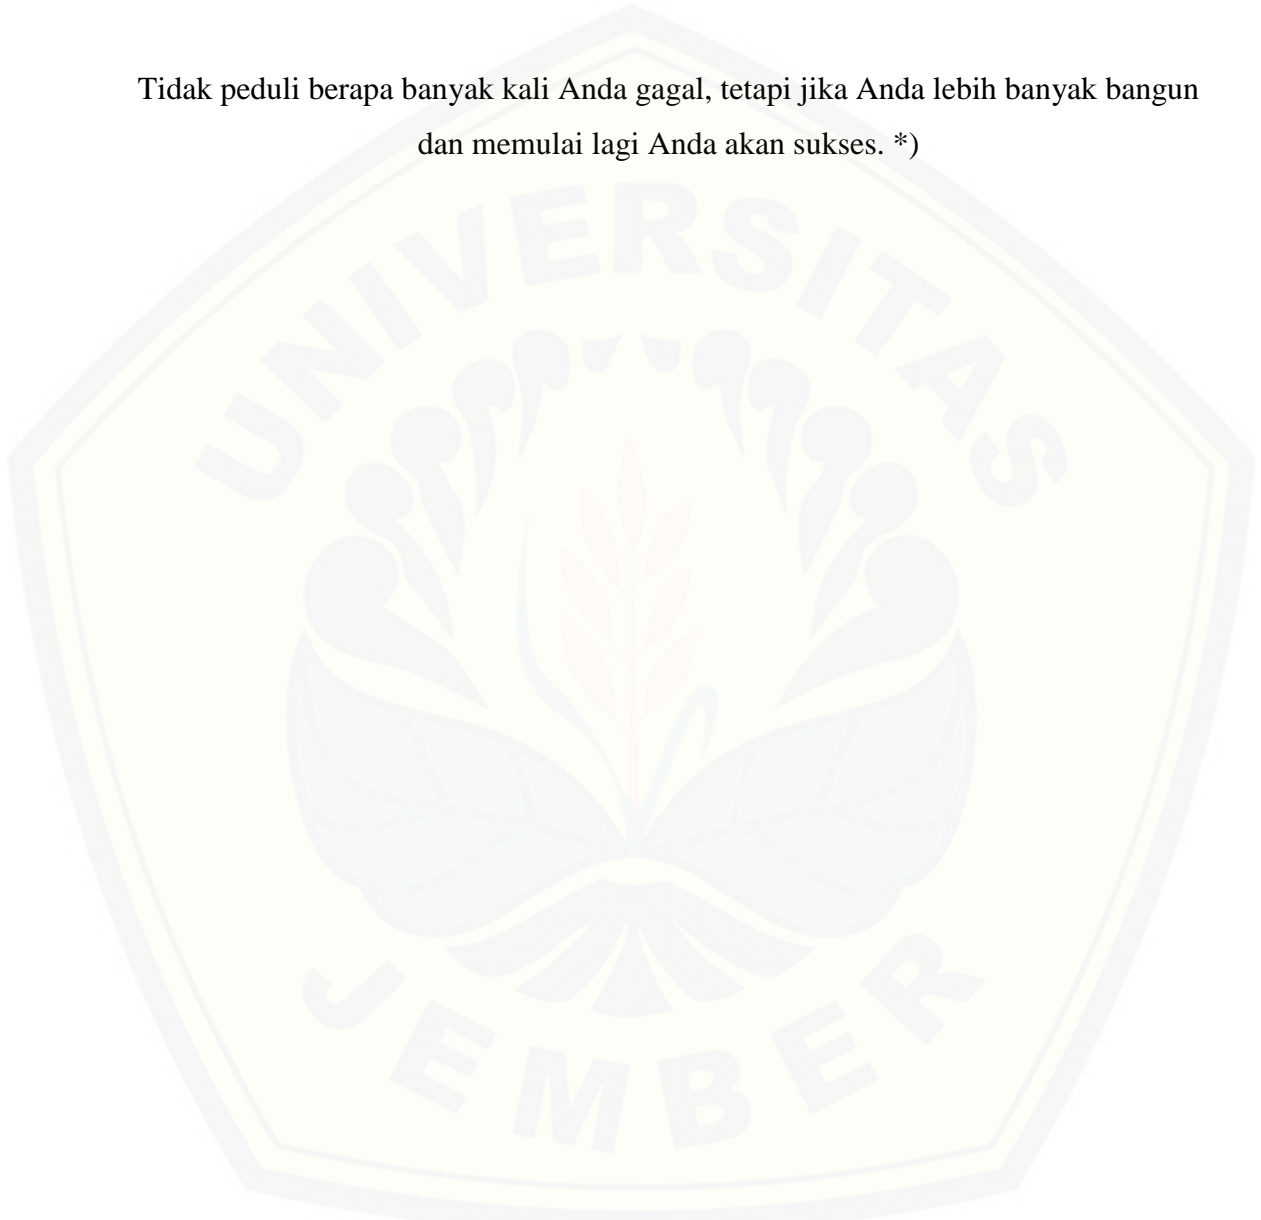 Tidak peduli berapa banyak kali Anda gagal, tetapi jika Anda lebih banyak bangun
dan memulai lagi Anda akan sukses. *)
UNIVERSITAS
JEMBER